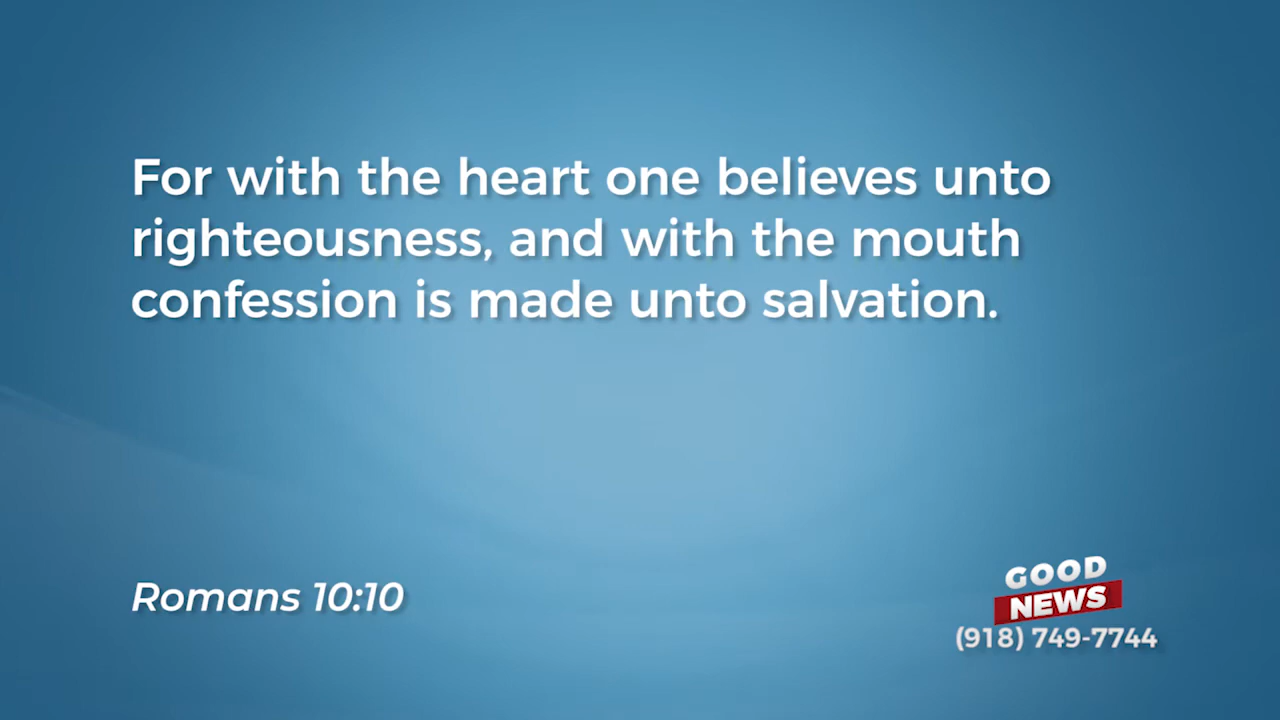 For with the heart one believes unto
righteousness, and with the mouth
confession is made unto salvation.
Romans 10:10
GOOD
NEWS
(918) 749-7744